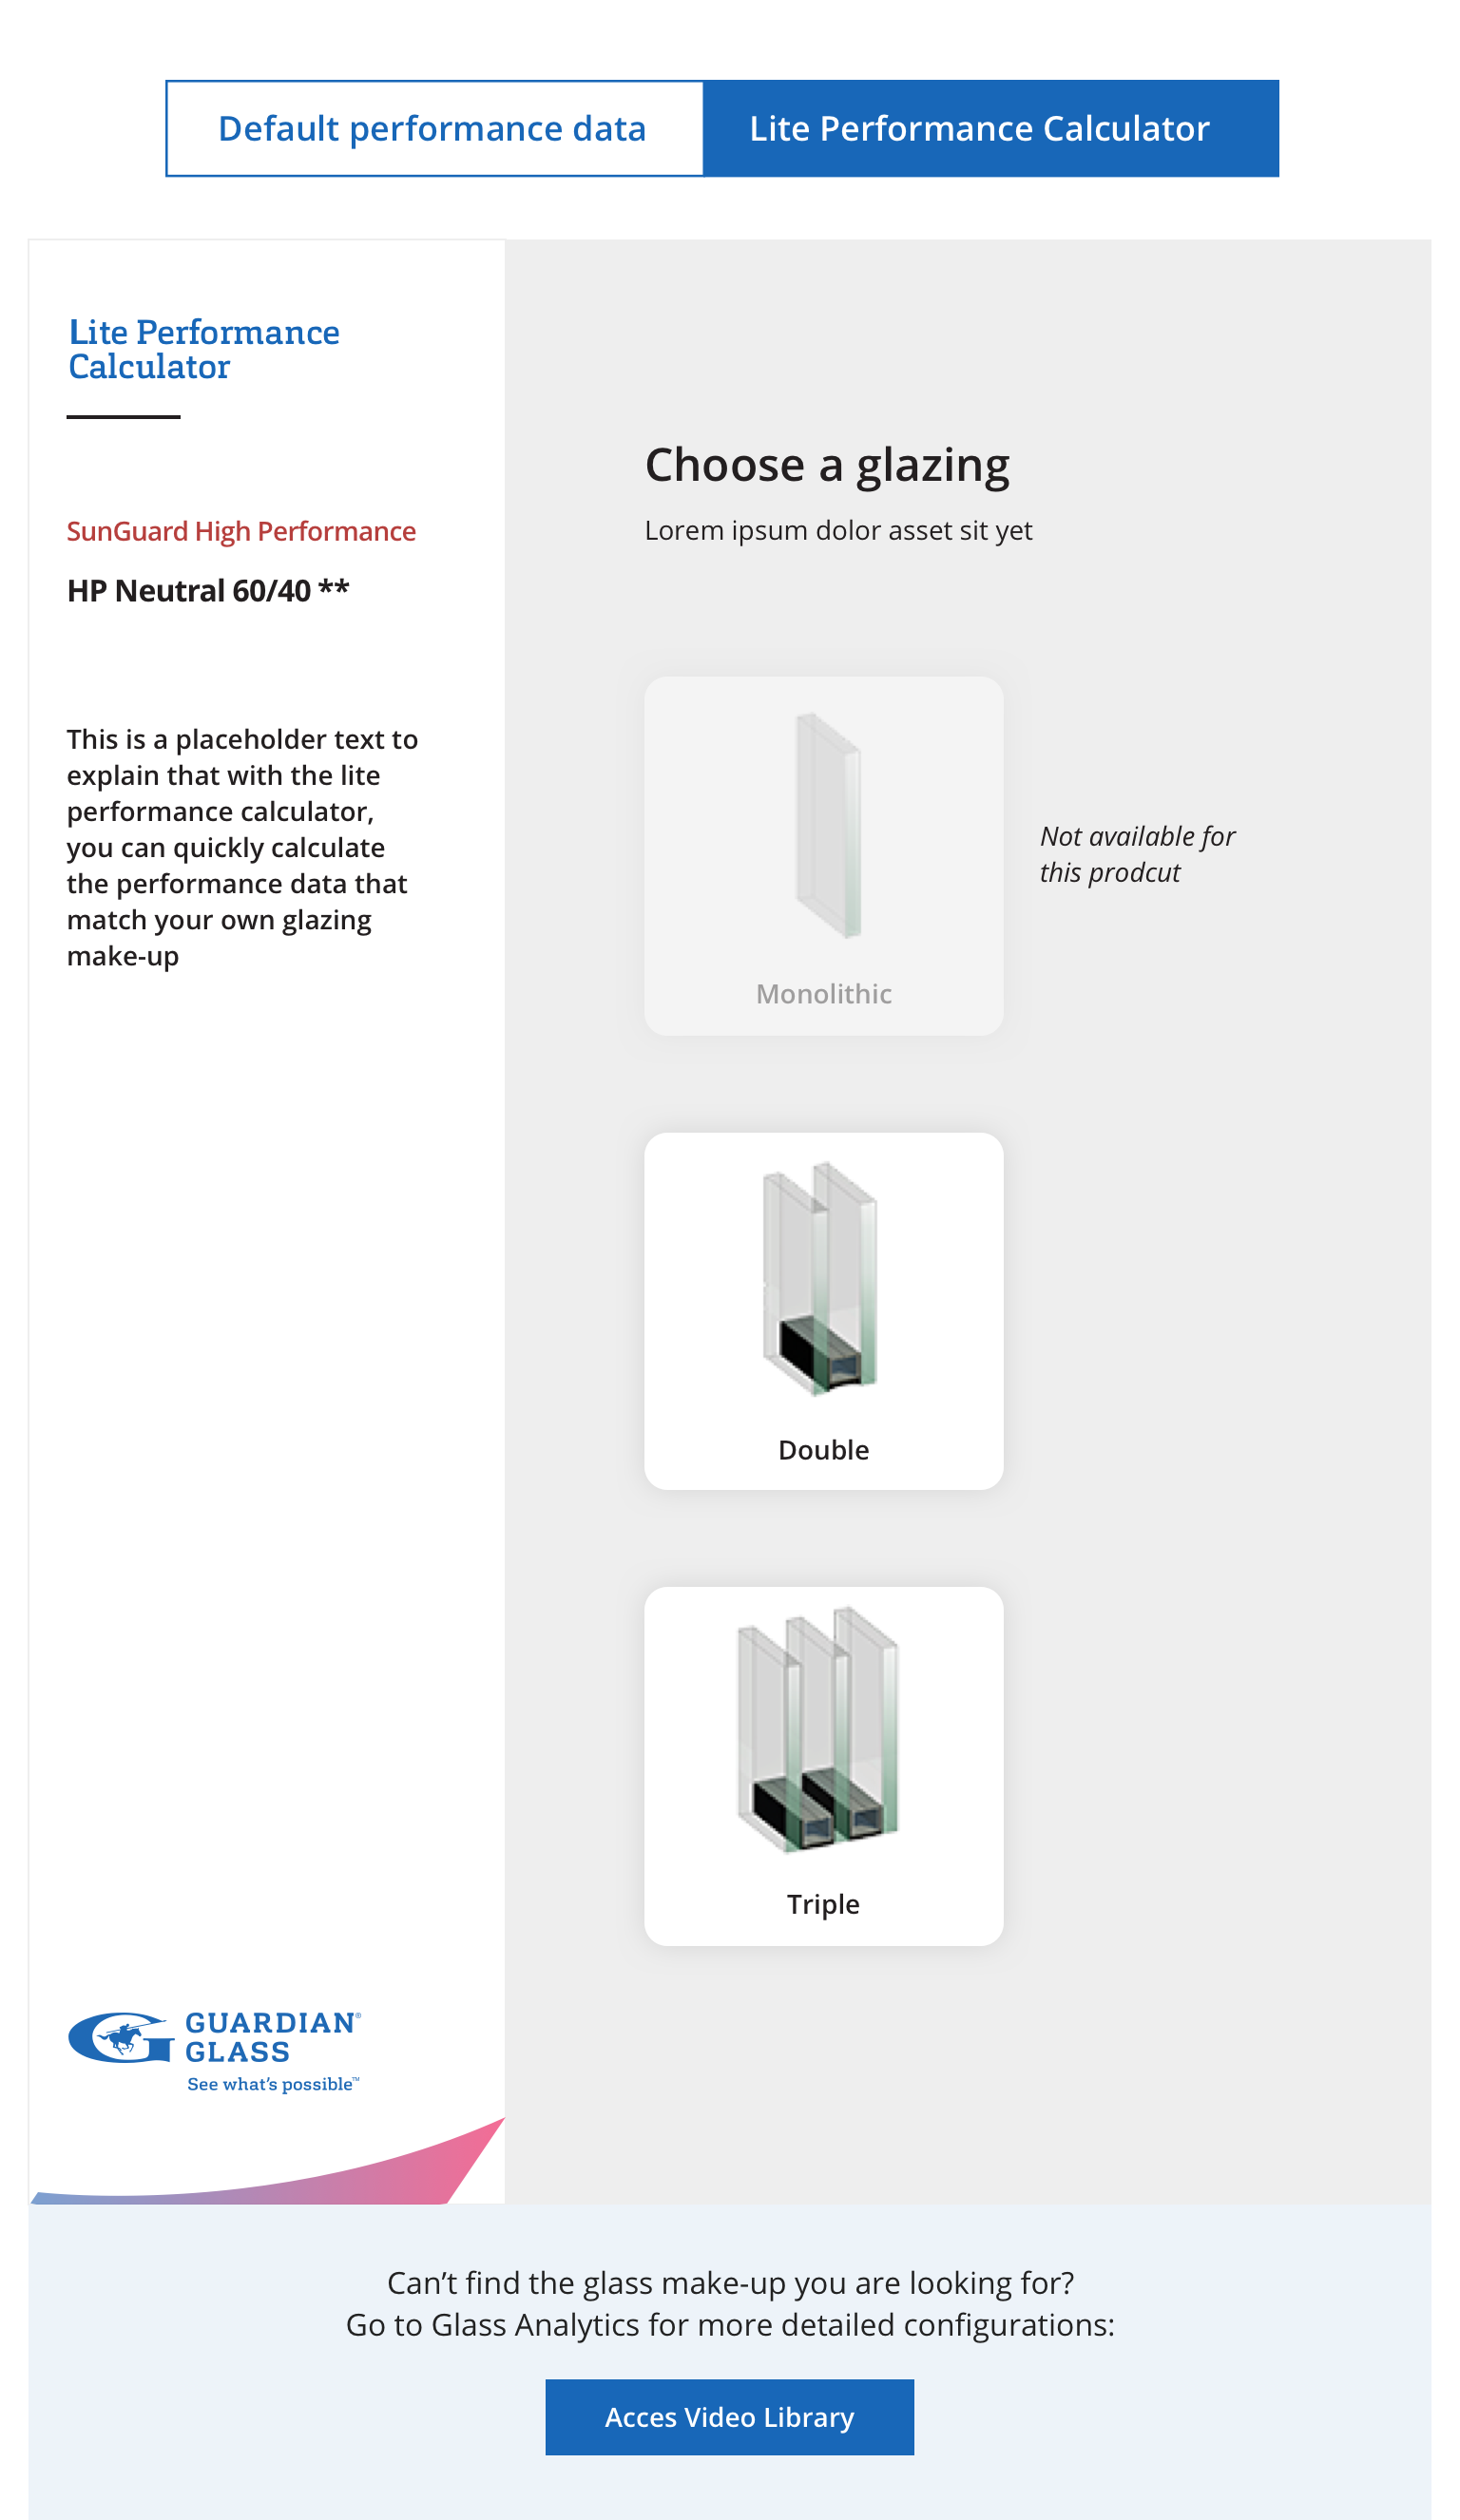 Default performance data
Lite Performance Calculator
Lite Performance
Calculator
SunGuard High Performance
HP Neutral 60/40 **
This is a placeholder text to
explain that with the lite
performance calculator,
you can quickly calculate
the performance data that
match your own glazing
make-up
Choose a glazing
Lorem ipsum dolor asset sit yet
Monolithic
Not available for
this prodcut
Double
Triple
GUARDIAN®
GLASS
See what’s possible™
Can’t find the glass make-up you are looking for?
Go to Glass Analytics for more detailed configurations:
Acces Video Library